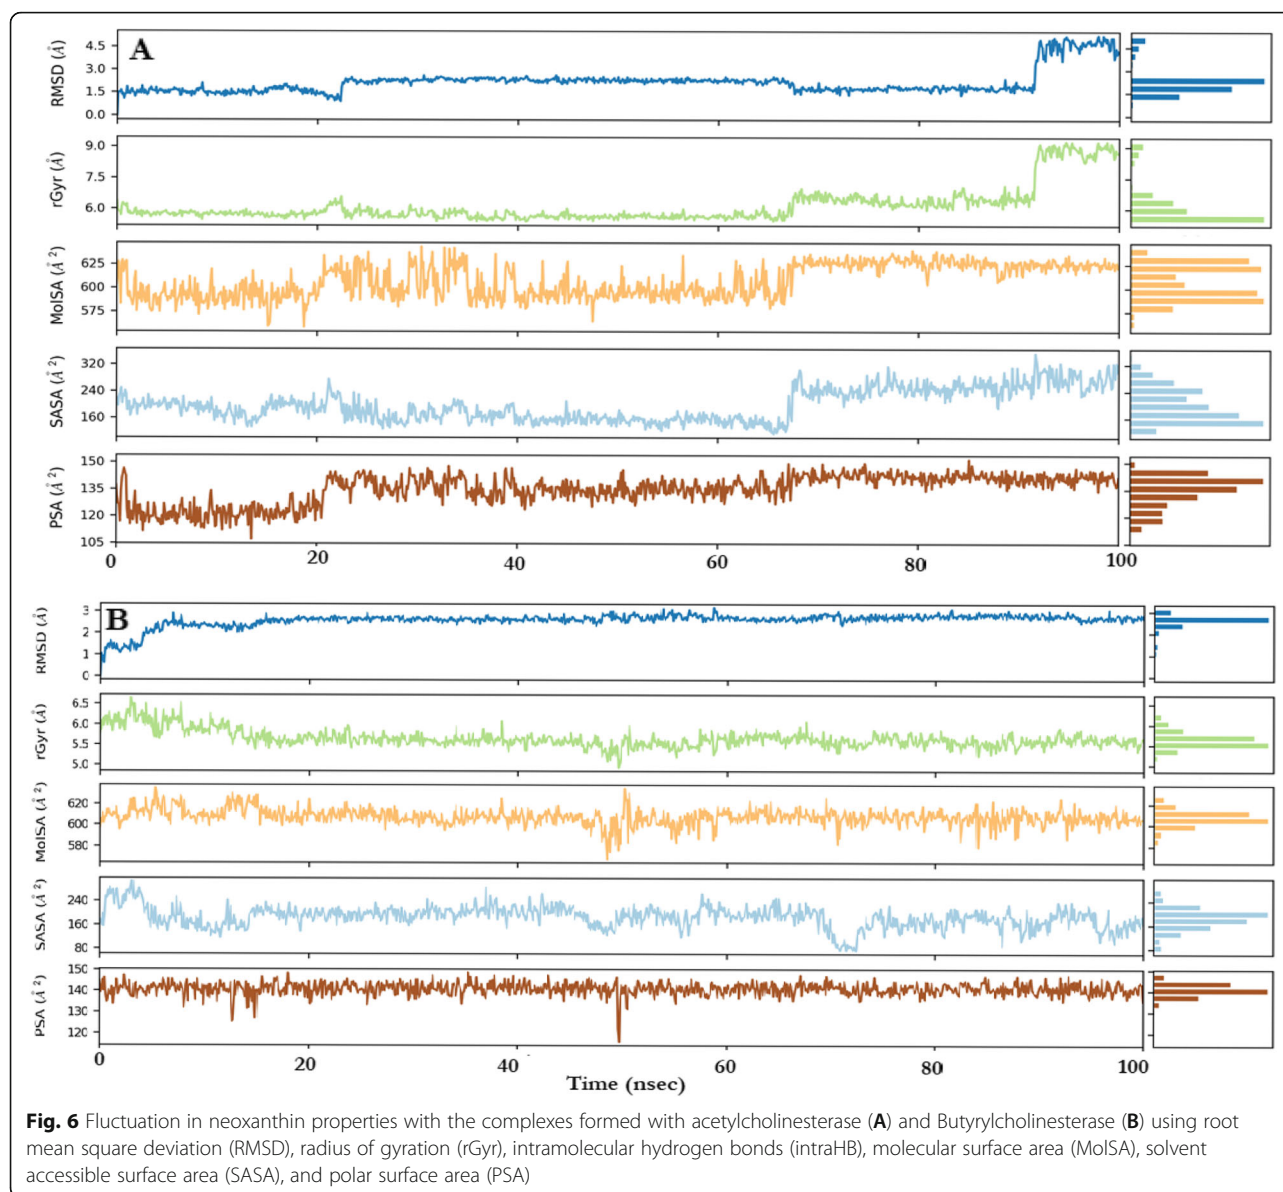 A
RMSD (Å)
4.5
3.0
1.5
0.0
rGyr (Å)
9.0
7.5
6.0
MolSA (Å²)
625
600
575
SASA (Å²)
320
240
160
PSA (Å²)
150
135
120
105
0 20 40 60 80 100
B
RMSD (Å)
3
2
1
0
rGyr (Å)
6.5
6.0
5.5
5.0
MolSA (Å²)
620
600
580
SASA (Å²)
240
160
80
PSA (Å²)
150
140
130
120
0 20 40 60 80 100
Time (nsec)
Fig. 6 Fluctuation in neoxanthin properties with the complexes formed with acetylcholinesterase (A) and Butyrylcholinesterase (B) using root
mean square deviation (RMSD), radius of gyration (rGyr), intramolecular hydrogen bonds (intraHB), molecular surface area (MolSA), solvent
accessible surface area (SASA), and polar surface area (PSA)